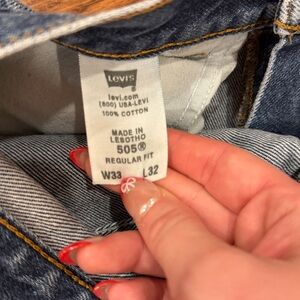 LEVI'S
levi.com
(800) USA-LEVI
100% COTTON
MADE IN
LESOTHO
505®
REGULAR FIT
W33 L32